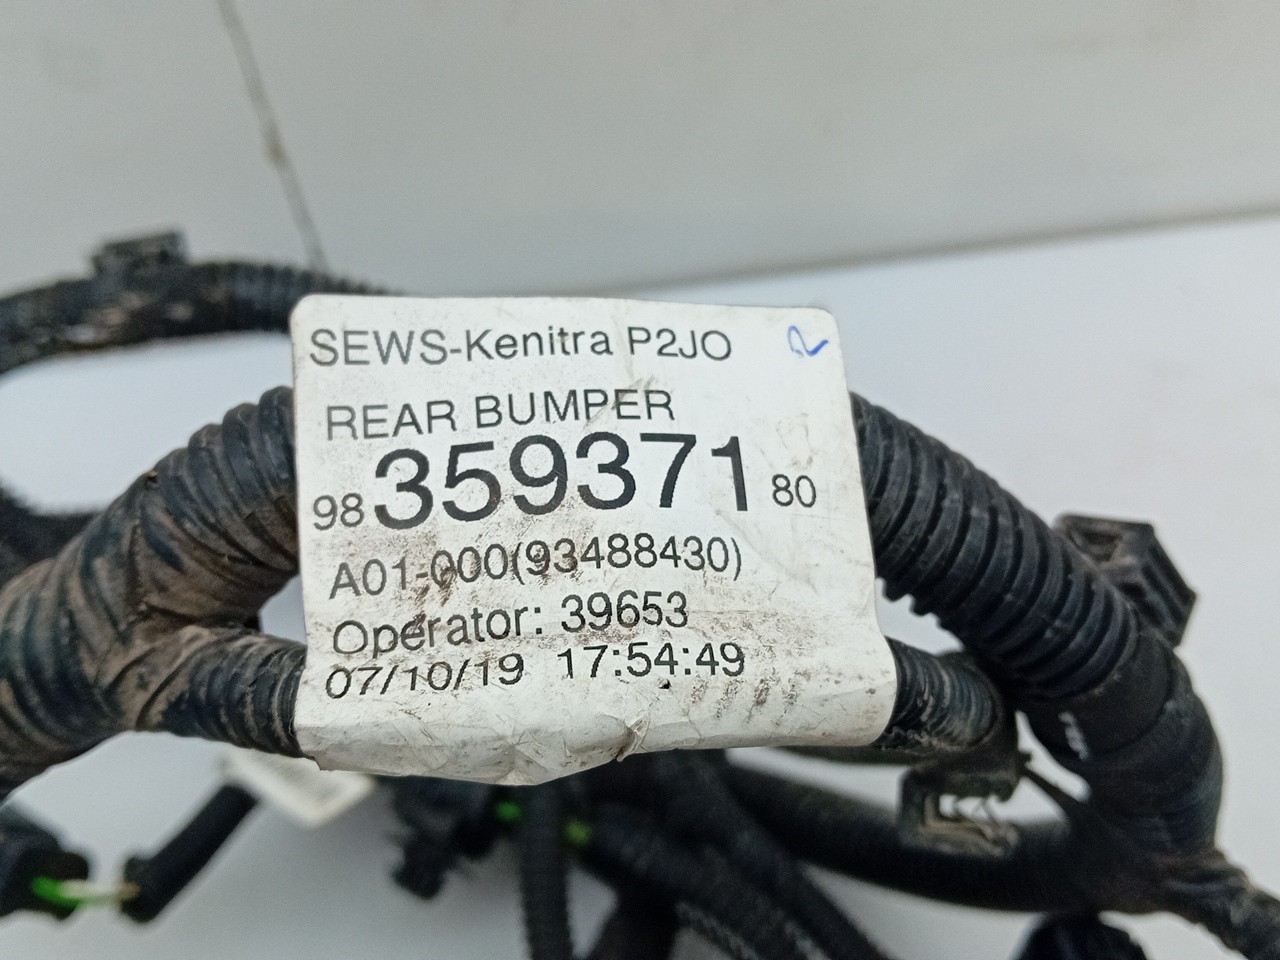 SEWS-Kenitra P2JO
REAR BUMPER
98 359371 80
A01-000(93488430)
Operator: 39653
07/10/19 17:54:49